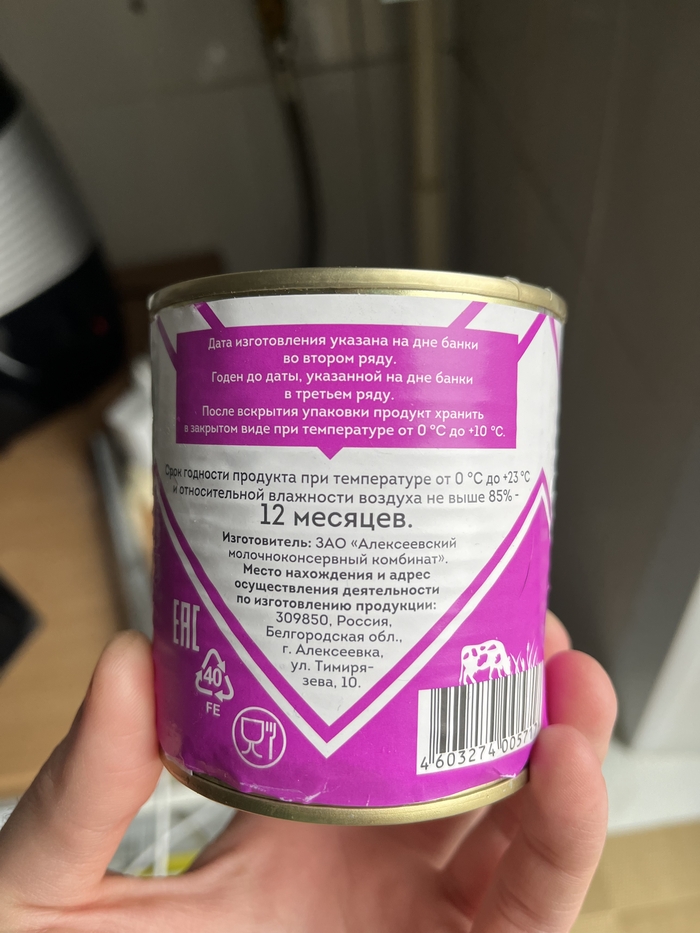 Дата изготовления указана на дне банки
во втором ряду.
Годен до даты, указанной на дне банки
в третьем ряду.
После вскрытия упаковки продукт хранить
в закрытом виде при температуре от 0 °С до +10 °С.
Срок годности продукта при температуре от 0 °С до +23 °С
и относительной влажности воздуха не выше 85% –
12 месяцев.
Изготовитель: ЗАО «Алексеевский
молочноконсервный комбинат».
Место нахождения и адрес
осуществления деятельности
по изготовлению продукции:
309850, Россия,
Белгородская обл.,
г. Алексеевка,
ул. Тимиря-
зева, 10.
EAC
40
FE
4 603274 00571